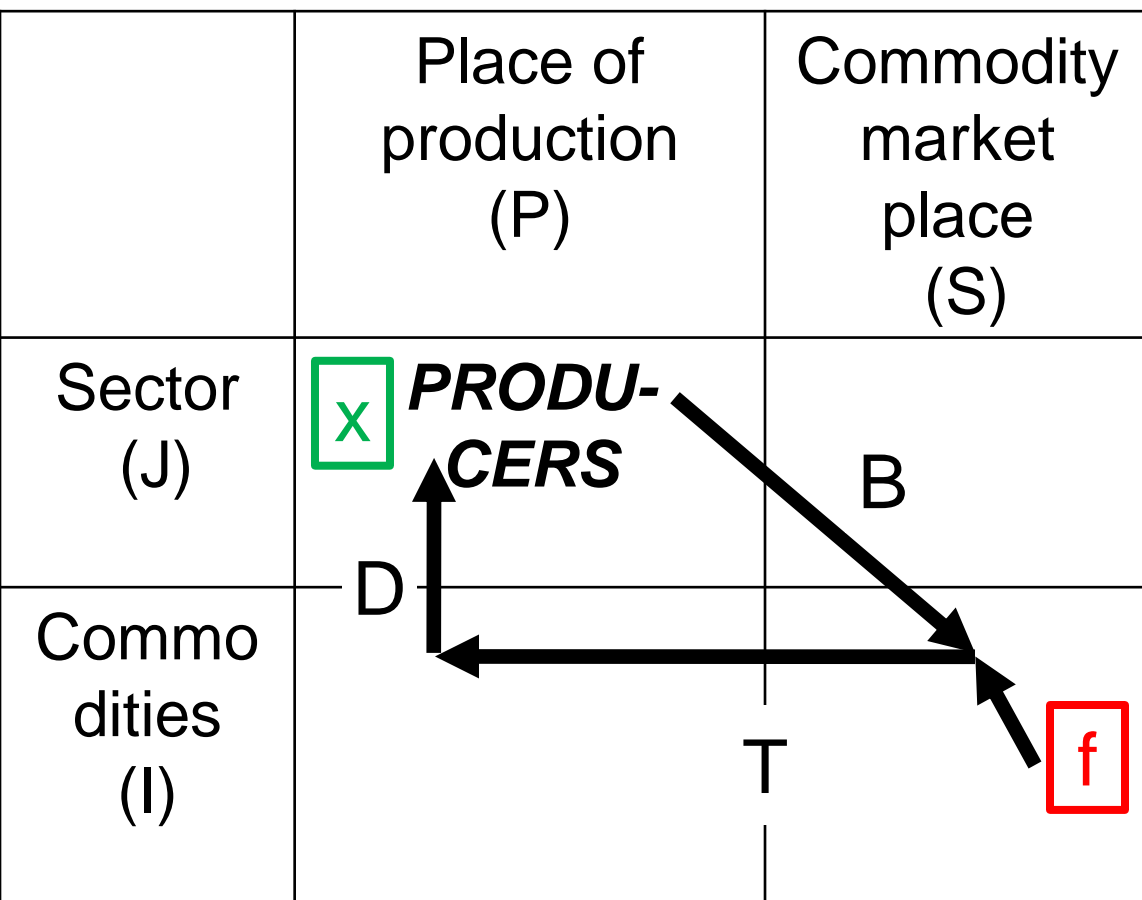 Place of
production
(P)
Commodity
market
place
(S)
Sector
(J)
x
PRODU-
CERS
B
D
Commo
dities
(I)
T
f